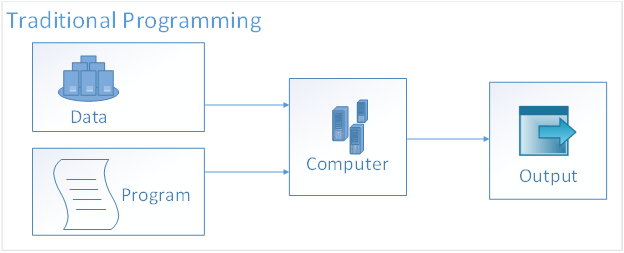 Traditional Programming
Data
Program
Computer
Output